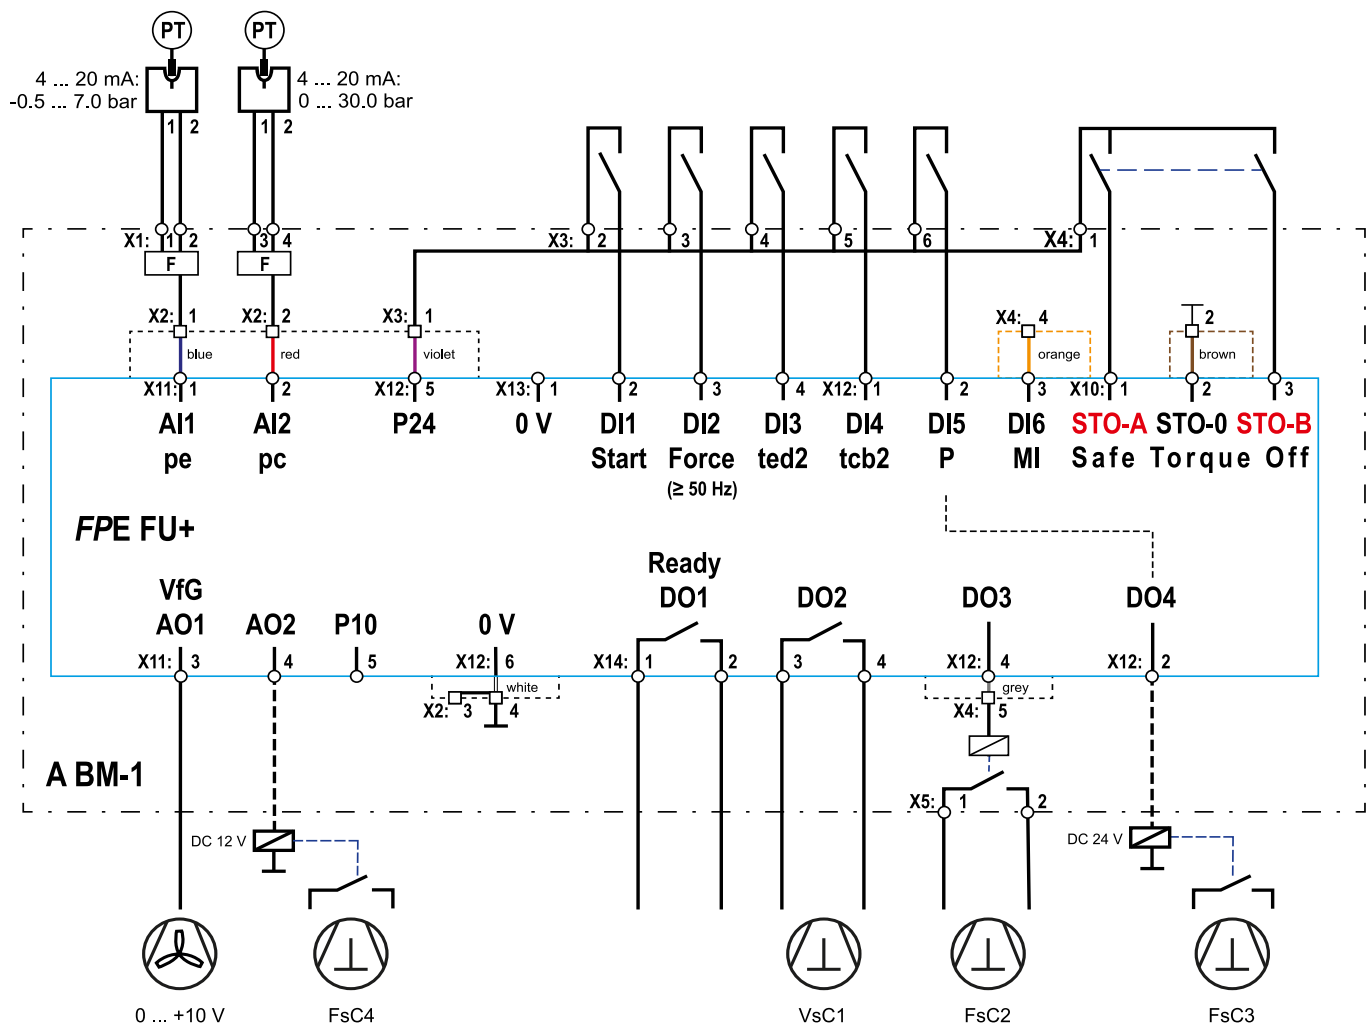 PT PT
4 ... 20 mA: 4 ... 20 mA:
-0.5 ... 7.0 bar 0 ... 30.0 bar
1 2 1 2
X1: 1 2 3 4 X3: 2 3 4 5 6 X4: 1
F F
X2: 1 X2: 2 X3: 1 X4: 4 2
blue red violet orange brown
X11: 1 2 X12: 5 X13: 1 2 3 4 X12: 1 2 3 X10: 1 2 3
AI1 AI2 P24 0 V DI1 DI2 DI3 DI4 DI5 DI6 STO-A STO-0 STO-B
pe pc Start Force ted2 tcb2 P MI Safe Torque Off
(≥ 50 Hz)
FPE FU+
Ready
VfG
AO1 AO2 P10 0 V DO1 DO2 DO3 DO4
X11: 3 4 5 X12: 6 X14: 1 2 3 4 X12: 4 X12: 2
white grey
X2: 3 4 X4: 5
A BM-1
X5: 1 2
DC 12 V DC 24 V
0 ... +10 V FsC4 VsC1 FsC2 FsC3